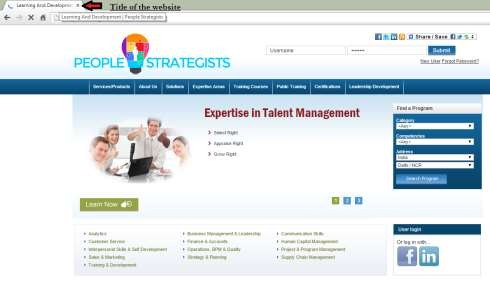 Learning And Developmen
Title of the website
Learning And Development | People Strategists
Share / Save
PEOPLE STRATEGISTS
Username
Submit
New User Forgot Password?
Services/Products About Us Solutions Expertise Areas Training Courses Public Training Certifications Leadership Development
Expertise in Talent Management
Select Right
Appraise Right
Grow Right
Learn Now
1 2 3
Find a Program
Category
<Any>
Competencies
<Any>
Address
India
Delhi / NCR
Search Program
Analytics
Customer Service
Interpersonal Skills & Self Development
Sales & Marketing
Training & Development
Business Management & Leadership
Finance & Accounts
Operations, BPM & Quality
Strategy & Planning
Communication Skills
Human Capital Management
Project & Program Management
Supply Chain Management
User login
Or log in with...
f in